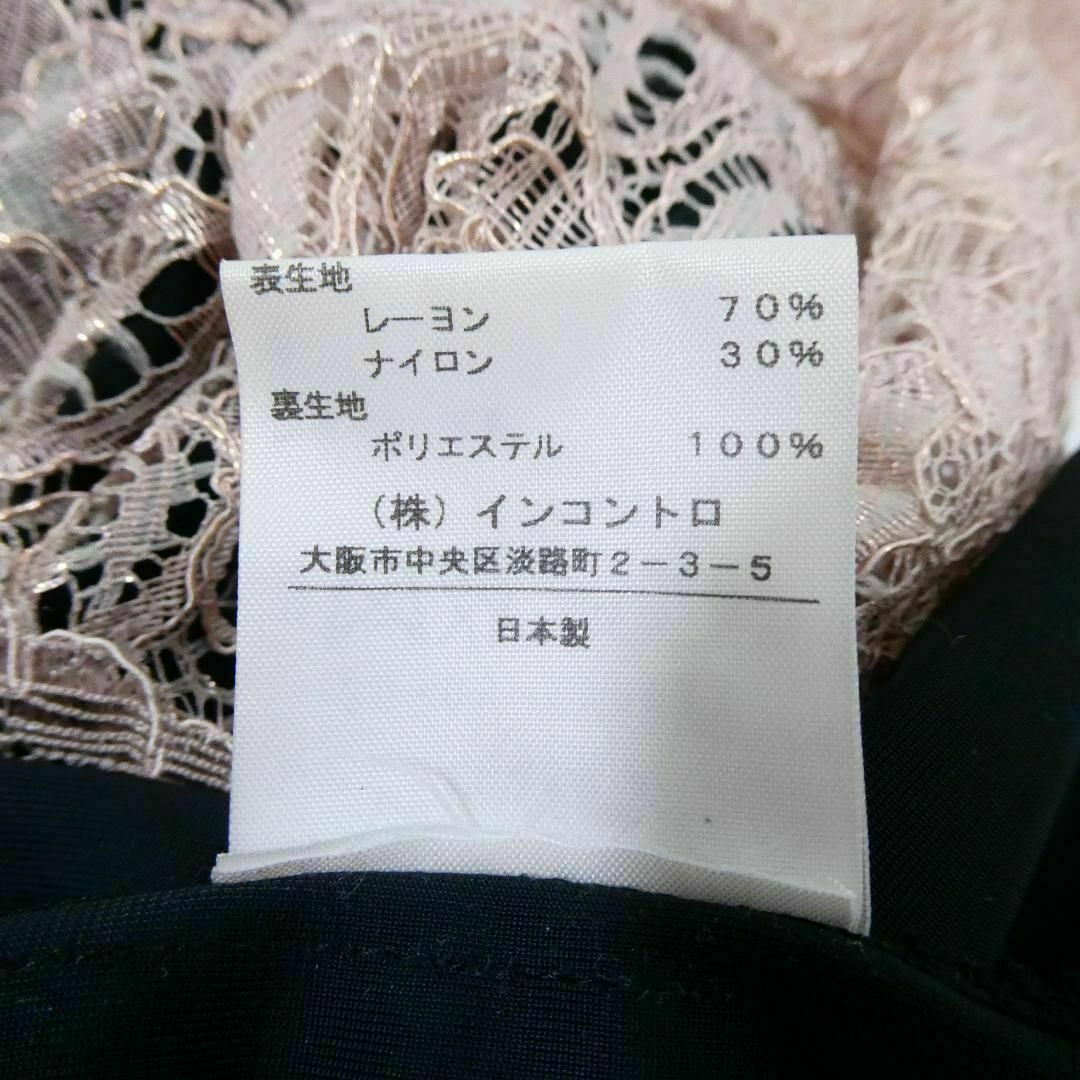 表生地
レーヨン ７０％
ナイロン ３０％
裏生地
ポリエステル １００％
（株）インコントロ
大阪市中央区淡路町２－３－５
日本製